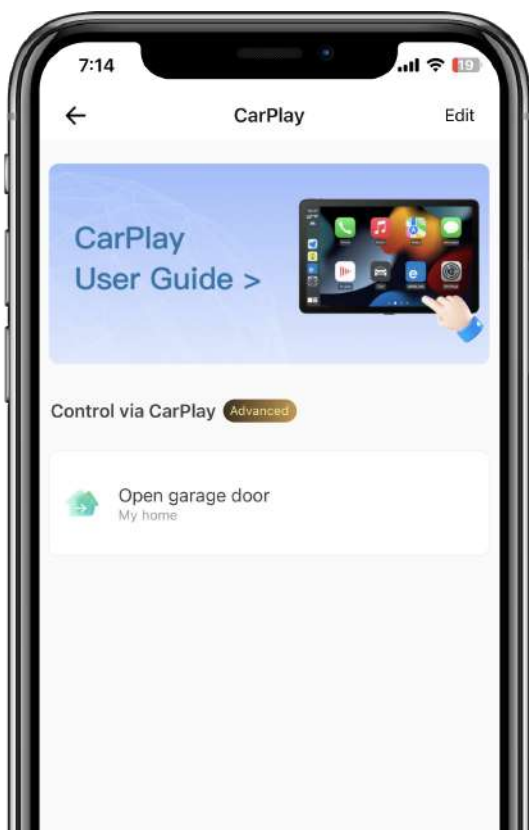 7:14
19
CarPlay
Edit
CarPlay
User Guide >
Control via CarPlay
Advanced
Open garage door
My home